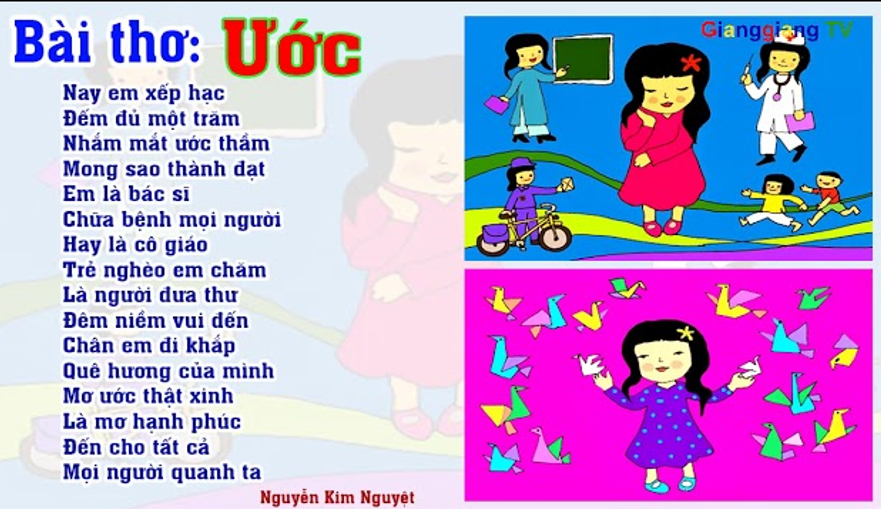 Bài thơ: Ước
Nay em xếp hạc
Đếm đủ một trăm
Nhắm mắt ước thầm
Mong sao thành đạt
Em là bác sĩ
Chữa bệnh mọi người
Hay là cô giáo
Trẻ nghèo em chăm
Là người đưa thư
Đêm niềm vui đến
Chân em đi khắp
Quê hương của mình
Mơ ước thật xinh
Là mơ hạnh phúc
Đến cho tất cả
Mọi người quanh ta
Nguyễn Kim Nguyệt
Gianggiang TV